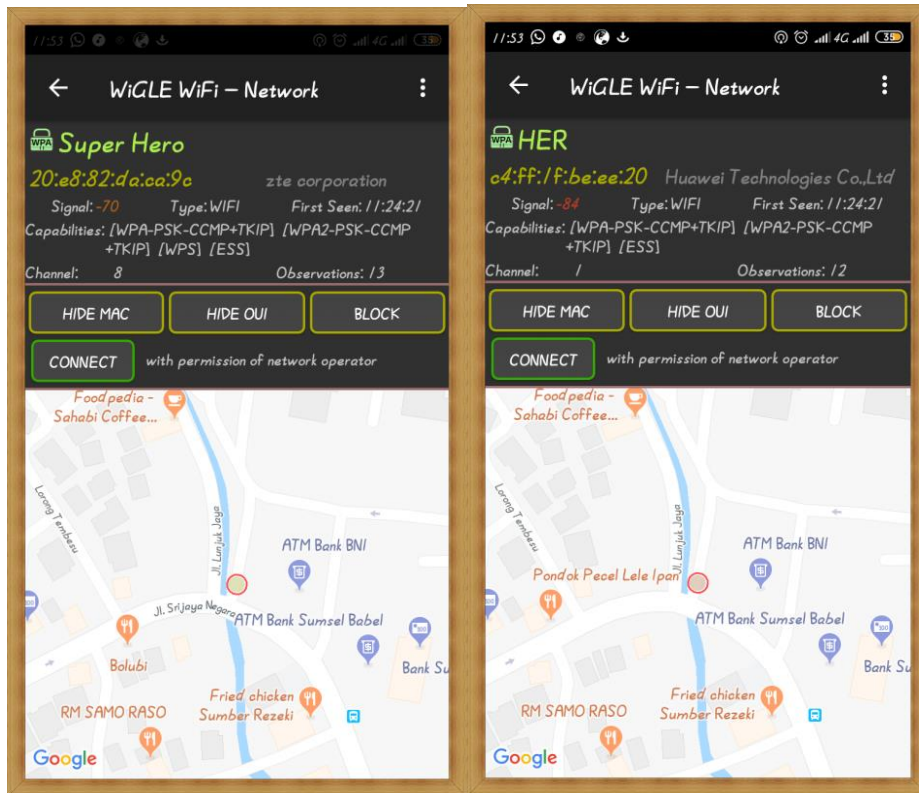 11:53
4G
35
WiGLE WiFi – Network
WPA
Super Hero
20:e8:82:da:ca:9c
zte corporation
Signal: -70
Type: WIFI
First Seen: 11:24:21
Capabilities: [WPA-PSK-CCMP+TKIP] [WPA2-PSK-CCMP
+TKIP] [WPS] [ESS]
Channel: 8
Observations: 13
HIDE MAC
HIDE OUI
BLOCK
CONNECT
with permission of network operator
Foodpedia -
Sahabi Coffee...
Lorong Tembesu
Jl. Lunjuk Jaya
ATM Bank BNI
Jl. Srijaya Negara
ATM Bank Sumsel Babel
Bolubi
Bank Su
Fried chicken
Sumber Rezeki
RM SAMO RASO
Google
11:53
4G
35
WiGLE WiFi – Network
WPA
HER
c4:ff:1f:be:ee:20
Huawei Technologies Co.,Ltd
Signal: -84
Type: WIFI
First Seen: 11:24:21
Capabilities: [WPA-PSK-CCMP+TKIP] [WPA2-PSK-CCMP
+TKIP] [ESS]
Channel: 1
Observations: 12
HIDE MAC
HIDE OUI
BLOCK
CONNECT
with permission of network operator
Foodpedia -
Sahabi Coffee...
Lorong Tembesu
Jl. Lunjuk Jaya
ATM Bank BNI
Pondok Pecel Lele Ipan
ATM Bank Sumsel Babel
Bank Su
Fried chicken
Sumber Rezeki
RM SAMO RASO
Google